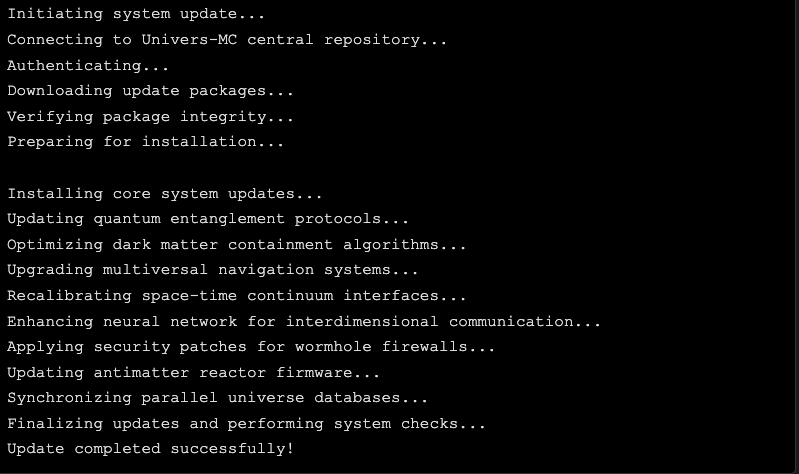 Initiating system update...
Connecting to Univers-MC central repository...
Authenticating...
Downloading update packages...
Verifying package integrity...
Preparing for installation...
Installing core system updates...
Updating quantum entanglement protocols...
Optimizing dark matter containment algorithms...
Upgrading multiversal navigation systems...
Recalibrating space-time continuum interfaces...
Enhancing neural network for interdimensional communication...
Applying security patches for wormhole firewalls...
Updating antimatter reactor firmware...
Synchronizing parallel universe databases...
Finalizing updates and performing system checks...
Update completed successfully!